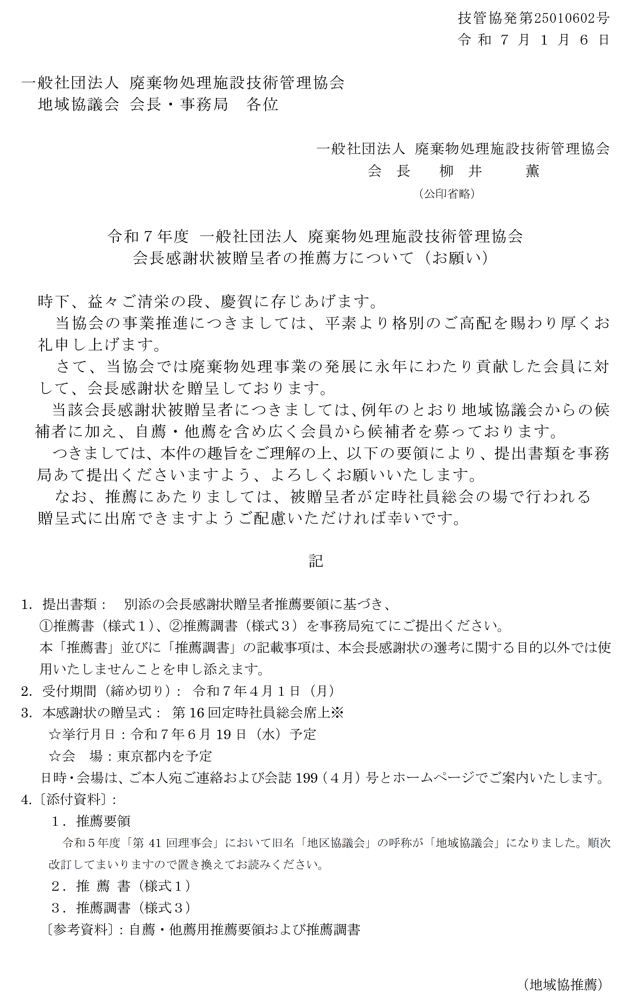 技管協発第25010602号
令和７月１月６日
一般社団法人 廃棄物処理施設技術管理協会
地域協議会 会長・事務局　各位
一般社団法人 廃棄物処理施設技術管理協会
会　長　　柳　井　　　薫
（公印省略）
令和７年度 一般社団法人 廃棄物処理施設技術管理協会
会長感謝状被贈呈者の推薦方について（お願い）
時下、益々ご清栄の段、慶賀に存じあげます。
当協会の事業推進につきましては、平素より格別のご高配を賜わり厚くお
礼申し上げます。
さて、当協会では廃棄物処理事業の発展に永年にわたり貢献した会員に対
して、会長感謝状を贈呈しております。
当該会長感謝状被贈呈者につきましては、例年のとおり地域協議会からの候
補者に加え、自薦・他薦を含め広く会員から候補者を募っております。
つきましては、本件の趣旨をご理解の上、以下の要領により、提出書類を事務
局あて提出くださいますよう、よろしくお願いいたします。
なお、推薦にあたりましては、被贈呈者が定時社員総会の場で行われる
贈呈式に出席できますようご配慮いただければ幸いです。
記
1. 提出書類：　別添の会長感謝状贈呈者推薦要領に基づき、
①推薦書（様式１）、②推薦調書（様式３）を事務局宛てにご提出ください。
本「推薦書」並びに「推薦調書」の記載事項は、本会長感謝状の選考に関する目的以外では使
用いたしませんことを申し添えます。
2. 受付期間（締め切り）： 令和７年４月１日（月）
3. 本感謝状の贈呈式： 第 16 回定時社員総会席上※
☆挙行月日：令和７年６月 19 日（水）予定
☆会　場：東京都内を予定
日時・会場は、ご本人宛ご連絡および会誌 199（４月）号とホームページでご案内いたします。
4.〔添付資料〕：
１．推薦要領
令和５年度「第 41 回理事会」において旧名「地区協議会」の呼称が「地域協議会」になりました。順次
改訂してまいりますので置き換えてお読みください。
２．推 薦 書（様式１）
３．推薦調書（様式３）
〔参考資料〕：自薦・他薦用推薦要領および推薦調書
（地域協推薦）